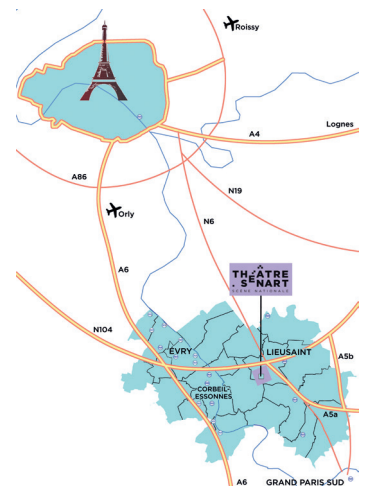 Roissy
Lognes
A4
A86
N19
Orly
N6
A6
THÉÂTRE
SÉNART
SCÈNE NATIONALE
N104
ÉVRY
LIEUSAINT
A5b
CORBEIL-
ESSONNES
A5a
A6
GRAND PARIS SUD